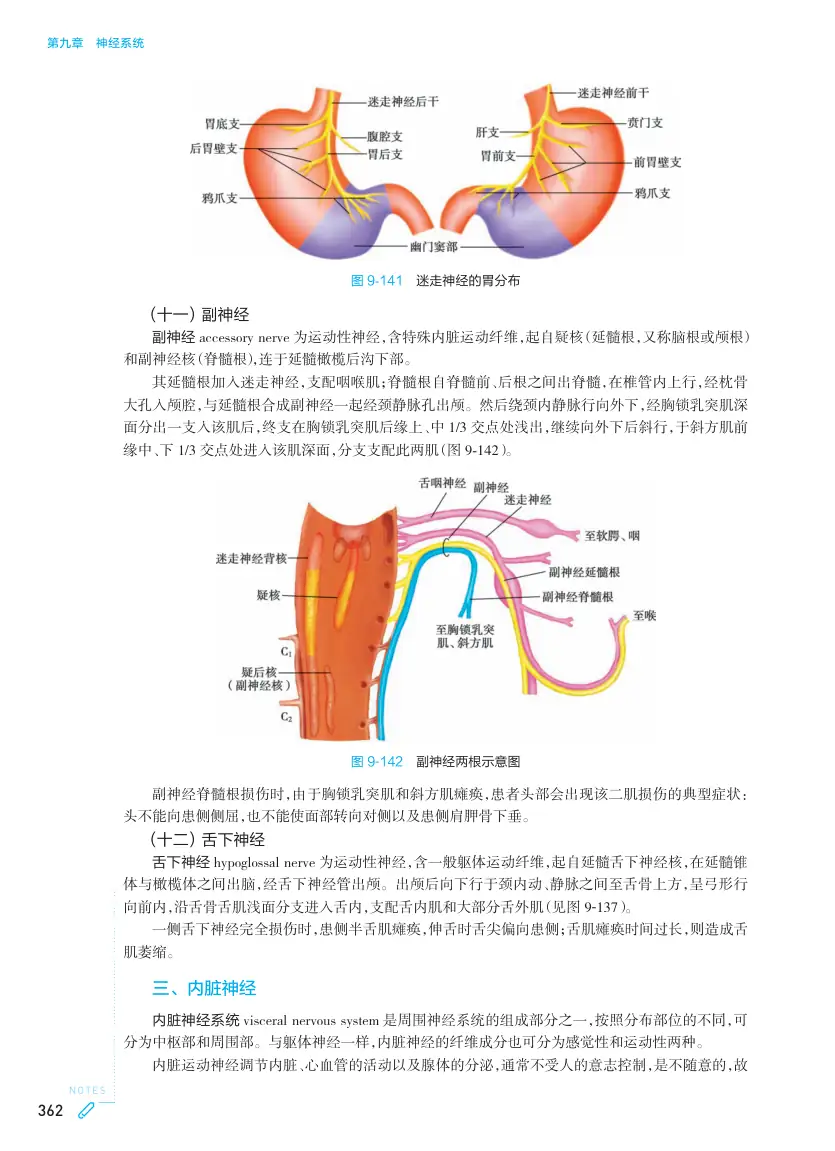 第九章　神经系统
迷走神经后干
迷走神经前干
胃底支
腹腔支
肝支
贲门支
后胃壁支
胃后支
胃前支
前胃壁支
鸦爪支
鸦爪支
幽门窦部
图 9-141　迷走神经的胃分布
（十一）副神经
副神经 accessory nerve 为运动性神经，含特殊内脏运动纤维，起自疑核（延髓根，又称脑根或颅根）
和副神经核（脊髓根），连于延髓橄榄后沟下部。
其延髓根加入迷走神经，支配咽喉肌；脊髓根自脊髓前、后根之间出脊髓，在椎管内上行，经枕骨
大孔入颅腔，与延髓根合成副神经一起经颈静脉孔出颅。然后绕颈内静脉行向外下，经胸锁乳突肌深
面分出一支入该肌后，终支在胸锁乳突肌后缘上、中 1/3 交点处浅出，继续向外下后斜行，于斜方肌前
缘中、下 1/3 交点处进入该肌深面，分支支配此两肌（图 9-142）。
舌咽神经
副神经
迷走神经
至软腭、咽
迷走神经背核
副神经延髓根
疑核
副神经脊髓根
至喉
至胸锁乳突
肌、斜方肌
C1
疑后核
（副神经核）
C2
图 9-142　副神经两根示意图
副神经脊髓根损伤时，由于胸锁乳突肌和斜方肌瘫痪，患者头部会出现该二肌损伤的典型症状：
头不能向患侧侧屈，也不能使面部转向对侧以及患侧肩胛骨下垂。
（十二）舌下神经
舌下神经 hypoglossal nerve 为运动性神经，含一般躯体运动纤维，起自延髓舌下神经核，在延髓锥
体与橄榄体之间出脑，经舌下神经管出颅。出颅后向下行于颈内动、静脉之间至舌骨上方，呈弓形行
向前内，沿舌骨舌肌浅面分支进入舌内，支配舌内肌和大部分舌外肌（见图 9-137）。
一侧舌下神经完全损伤时，患侧半舌肌瘫痪，伸舌时舌尖偏向患侧；舌肌瘫痪时间过长，则造成舌
肌萎缩。
三、内脏神经
内脏神经系统 visceral nervous system 是周围神经系统的组成部分之一，按照分布部位的不同，可
分为中枢部和周围部。与躯体神经一样，内脏神经的纤维成分也可分为感觉性和运动性两种。
内脏运动神经调节内脏、心血管的活动以及腺体的分泌，通常不受人的意志控制，是不随意的，故
NOTES
362